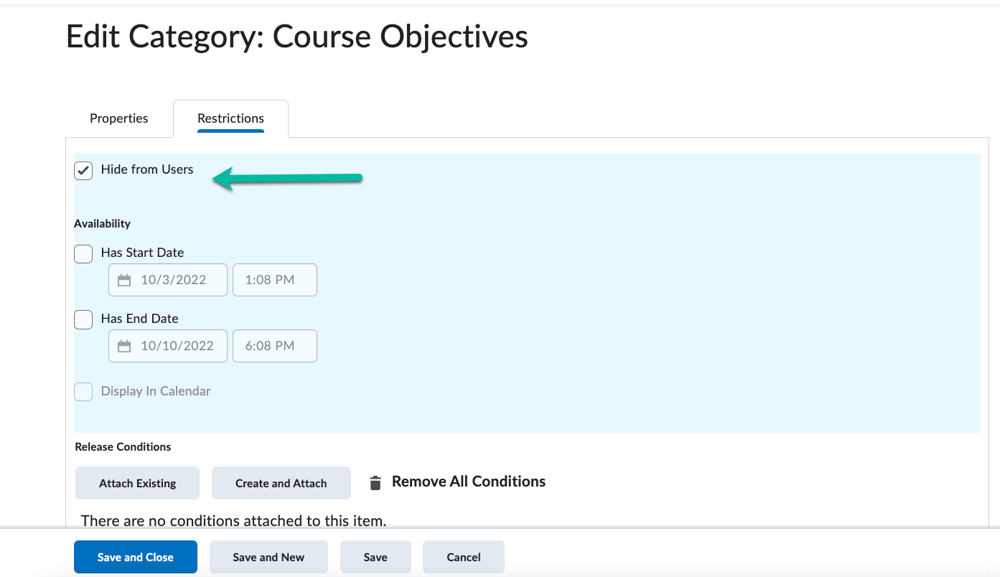 Edit Category: Course Objectives
Properties Restrictions
Hide from Users
Availability
Has Start Date
10/3/2022 1:08 PM
Has End Date
10/10/2022 6:08 PM
Display In Calendar
Release Conditions
Attach Existing Create and Attach Remove All Conditions
There are no conditions attached to this item.
Save and Close Save and New Save Cancel